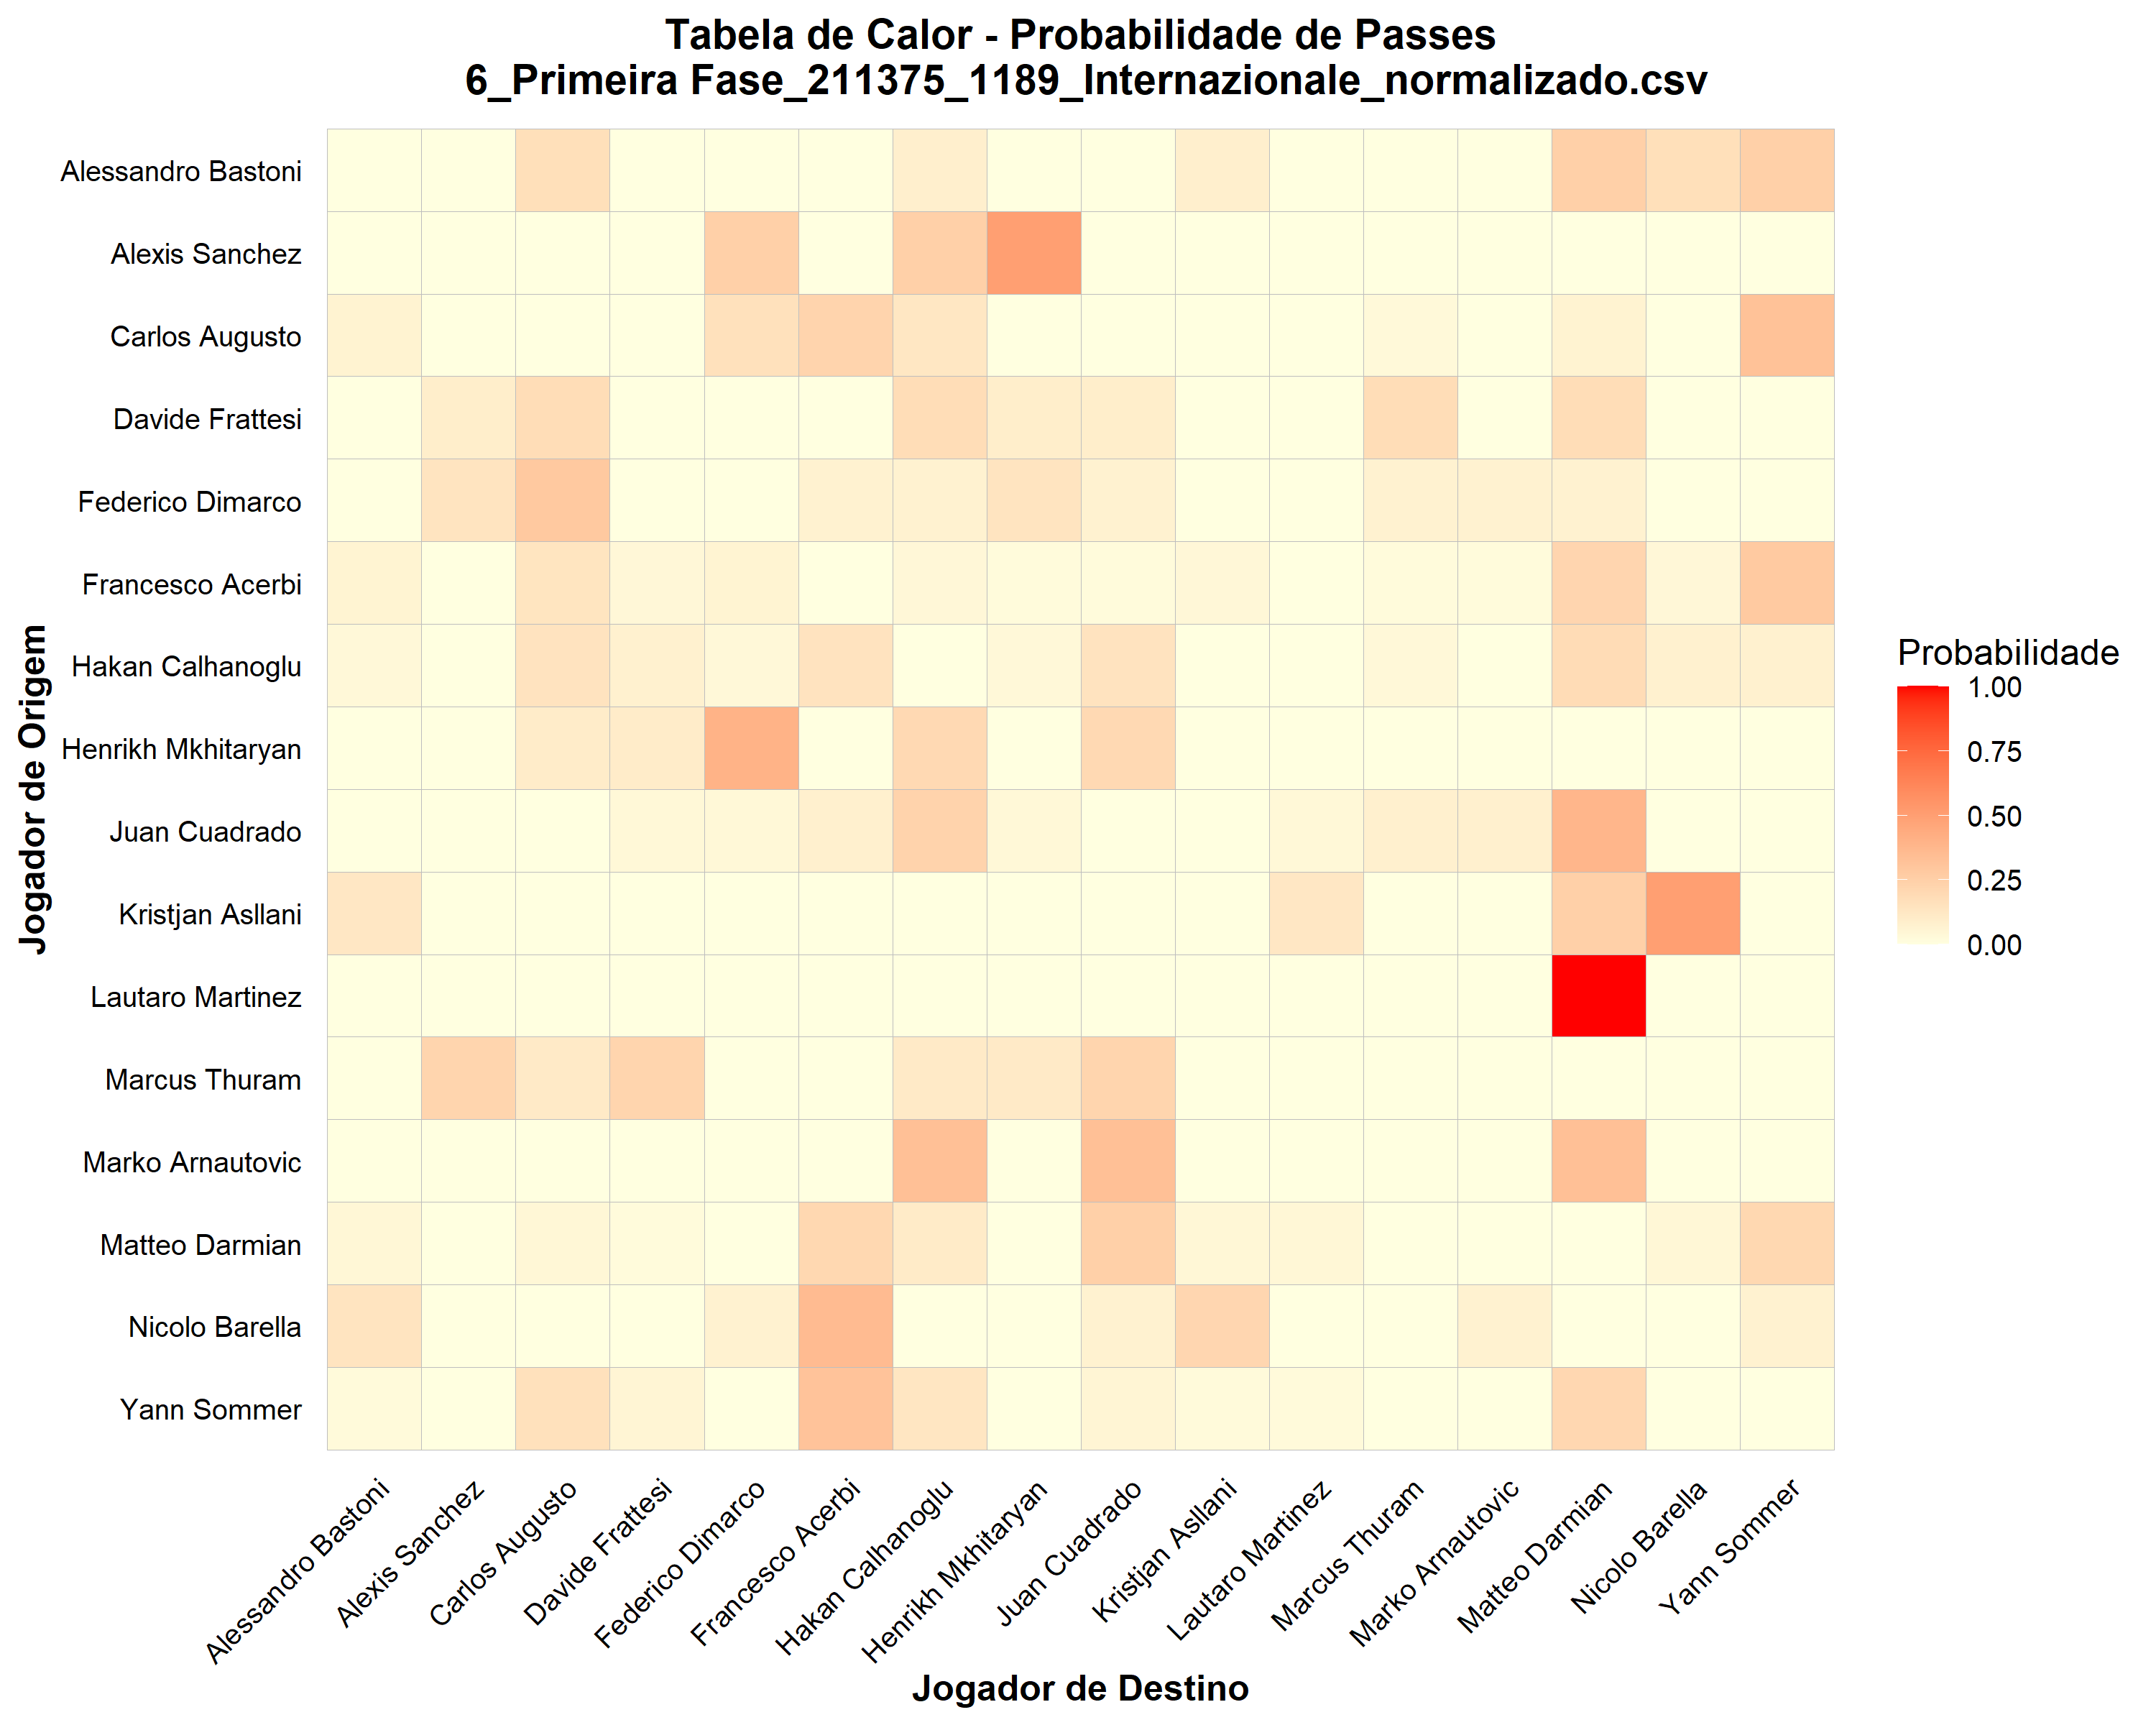 Tabela de Calor - Probabilidade de Passes
6_Primeira Fase_211375_1189_Internazionale_normalizado.csv
Jogador de Origem
Alessandro Bastoni
Alexis Sanchez
Carlos Augusto
Davide Frattesi
Federico Dimarco
Francesco Acerbi
Hakan Calhanoglu
Henrikh Mkhitaryan
Juan Cuadrado
Kristjan Asllani
Lautaro Martinez
Marcus Thuram
Marko Arnautovic
Matteo Darmian
Nicolo Barella
Yann Sommer
Probabilidade
1.00
0.75
0.50
0.25
0.00
Alessandro Bastoni
Alexis Sanchez
Carlos Augusto
Davide Frattesi
Federico Dimarco
Francesco Acerbi
Hakan Calhanoglu
Henrikh Mkhitaryan
Juan Cuadrado
Kristjan Asllani
Lautaro Martinez
Marcus Thuram
Marko Arnautovic
Matteo Darmian
Nicolo Barella
Yann Sommer
Jogador de Destino